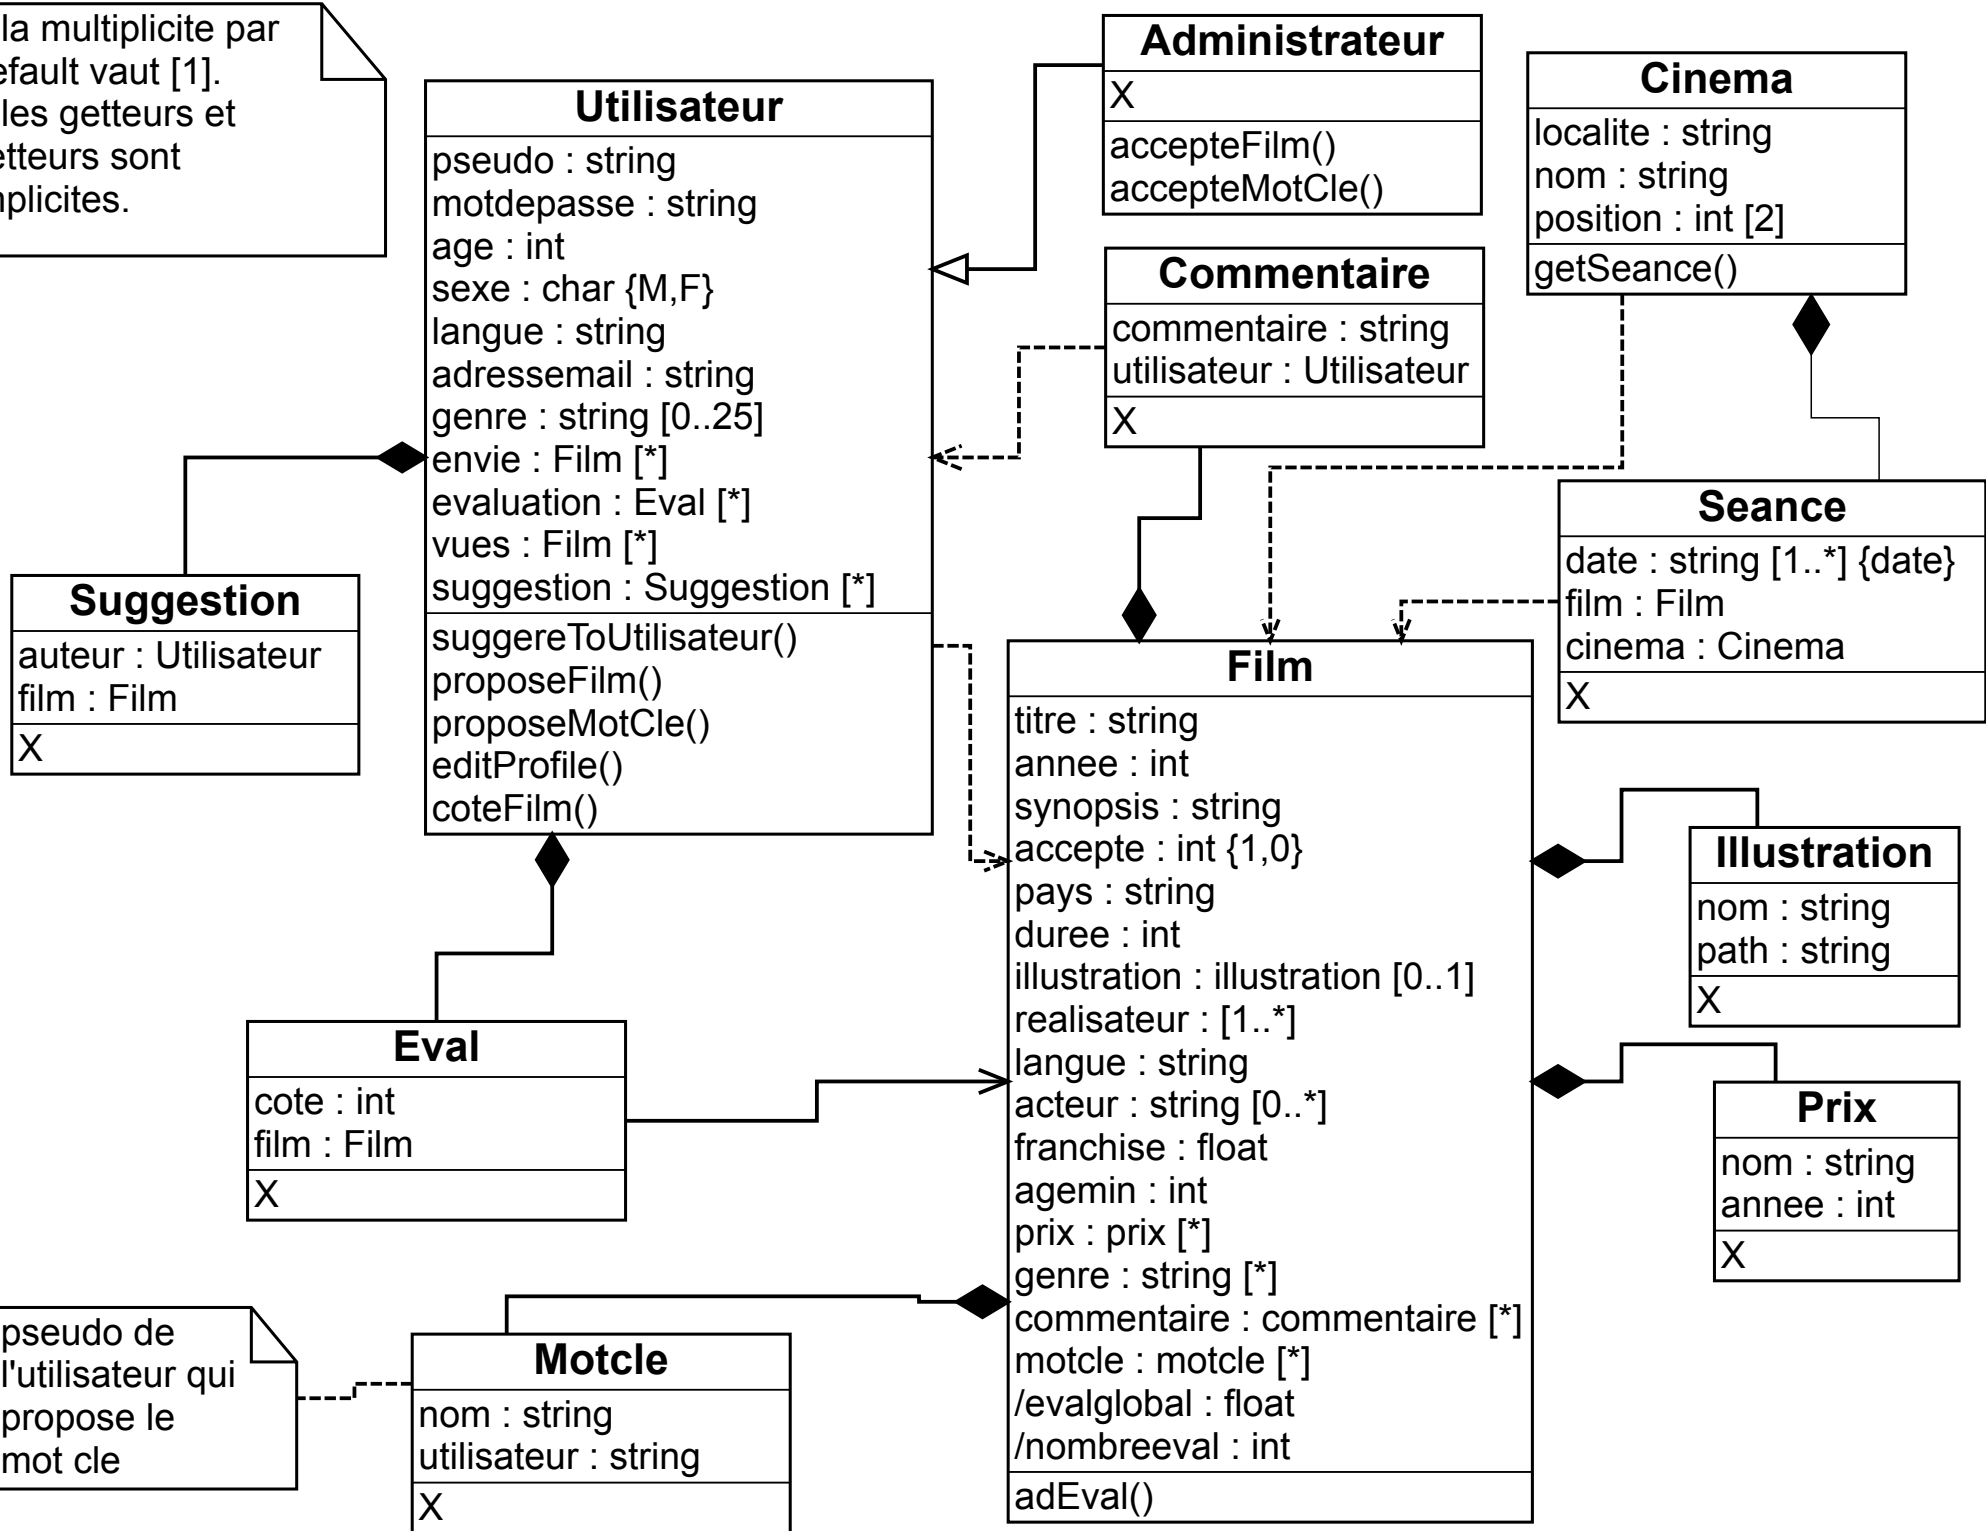 la multiplicite par
efault vaut [1].
les getteurs et
etteurs sont
nplicites.
Utilisateur
pseudo : string
motdepasse : string
age : int
sexe : char {M,F}
langue : string
adressemail : string
genre : string [0..25]
envie : Film [*]
evaluation : Eval [*]
vues : Film [*]
suggestion : Suggestion [*]
suggereToUtilisateur()
proposeFilm()
proposeMotCle()
editProfile()
coteFilm()
Administrateur
X
accepteFilm()
accepteMotCle()
Cinema
localite : string
nom : string
position : int [2]
getSeance()
Commentaire
commentaire : string
utilisateur : Utilisateur
X
Seance
date : string [1..*] {date}
film : Film
cinema : Cinema
X
Suggestion
auteur : Utilisateur
film : Film
X
Film
titre : string
annee : int
synopsis : string
accepte : int {1,0}
pays : string
duree : int
illustration : illustration [0..1]
realisateur : [1..*]
langue : string
acteur : string [0..*]
franchise : float
agemin : int
prix : prix [*]
genre : string [*]
commentaire : commentaire [*]
motcle : motcle [*]
/evalglobal : float
/nombreeval : int
adEval()
Illustration
nom : string
path : string
X
Eval
cote : int
film : Film
X
Prix
nom : string
annee : int
X
pseudo de
l'utilisateur qui
propose le
mot cle
Motcle
nom : string
utilisateur : string
X